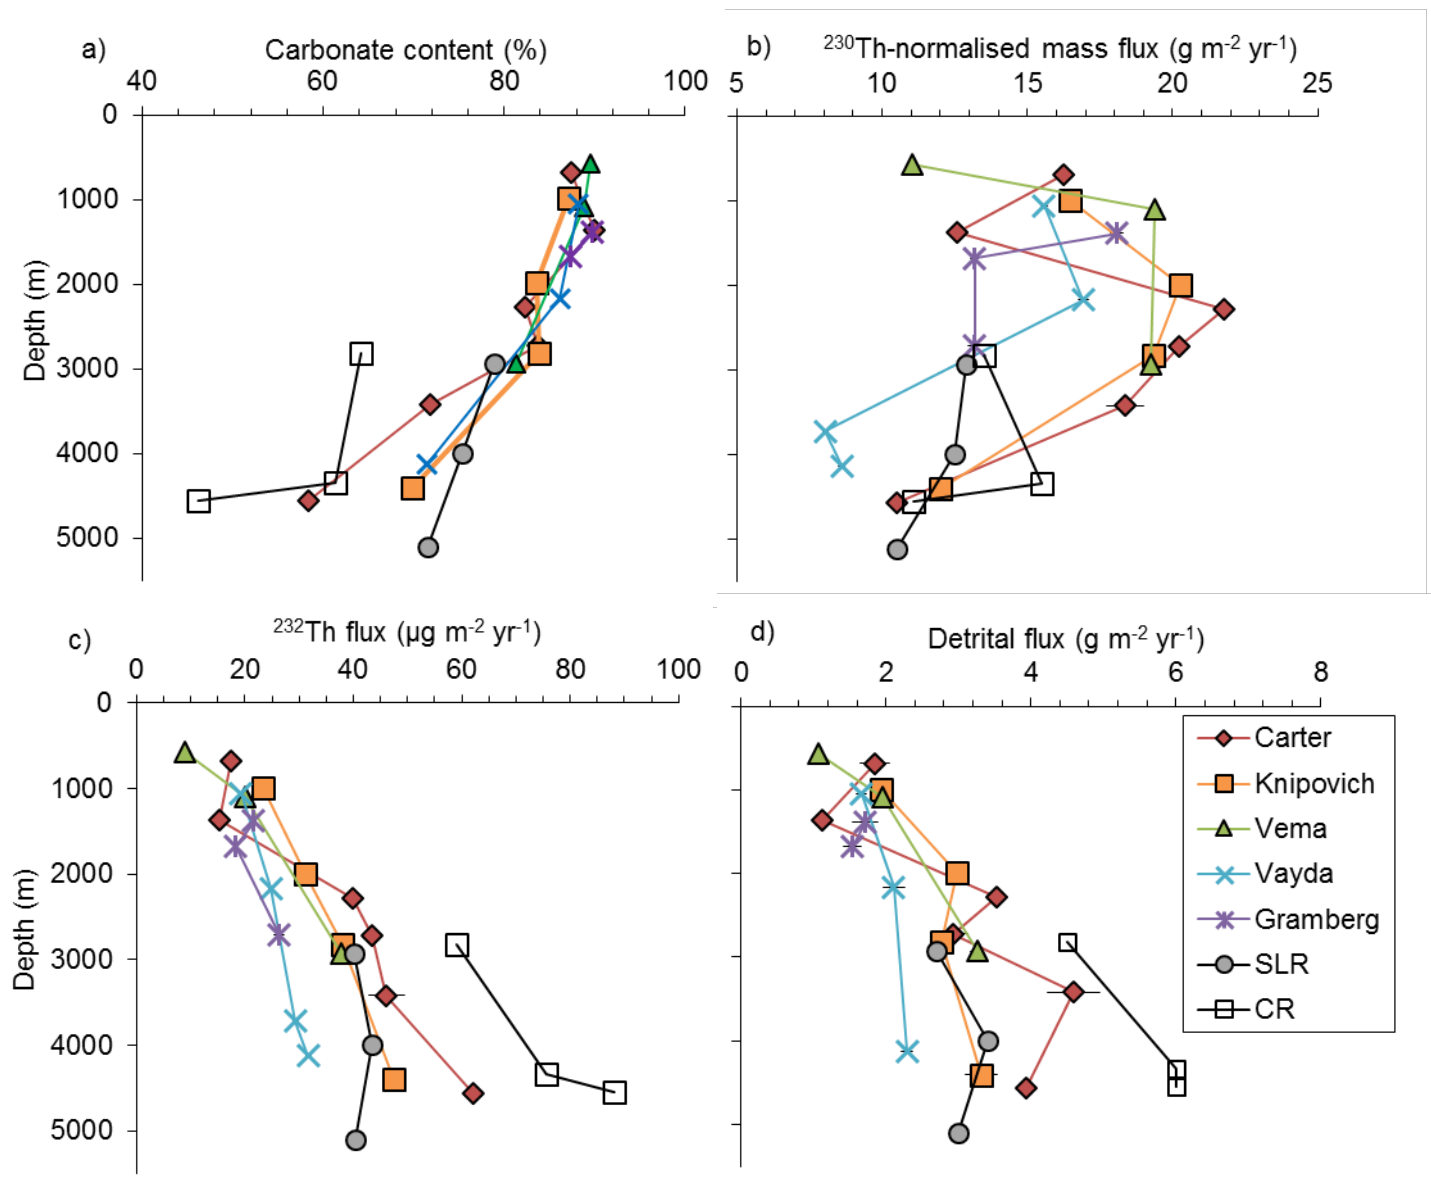 a) Carbonate content (%)
40 60 80 100
0
1000
2000
3000
4000
5000
Depth (m)
b) ²³⁰Th-normalised mass flux (g m⁻² yr⁻¹)
5 10 15 20 25
c) ²³²Th flux (µg m⁻² yr⁻¹)
0 20 40 60 80 100
0
1000
2000
3000
4000
5000
Depth (m)
d) Detrital flux (g m⁻² yr⁻¹)
0 2 4 6 8
Carter
Knipovich
Vema
Vayda
Gramberg
SLR
CR